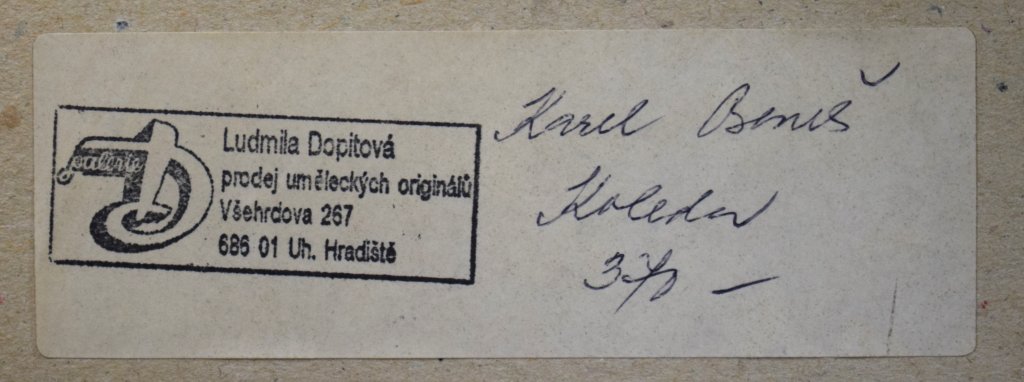 Ludmila Dopitová
prodej uměleckých originálů
Všehrdova 267
686 01 Uh. Hradiště
Karel Beneš
Koleda